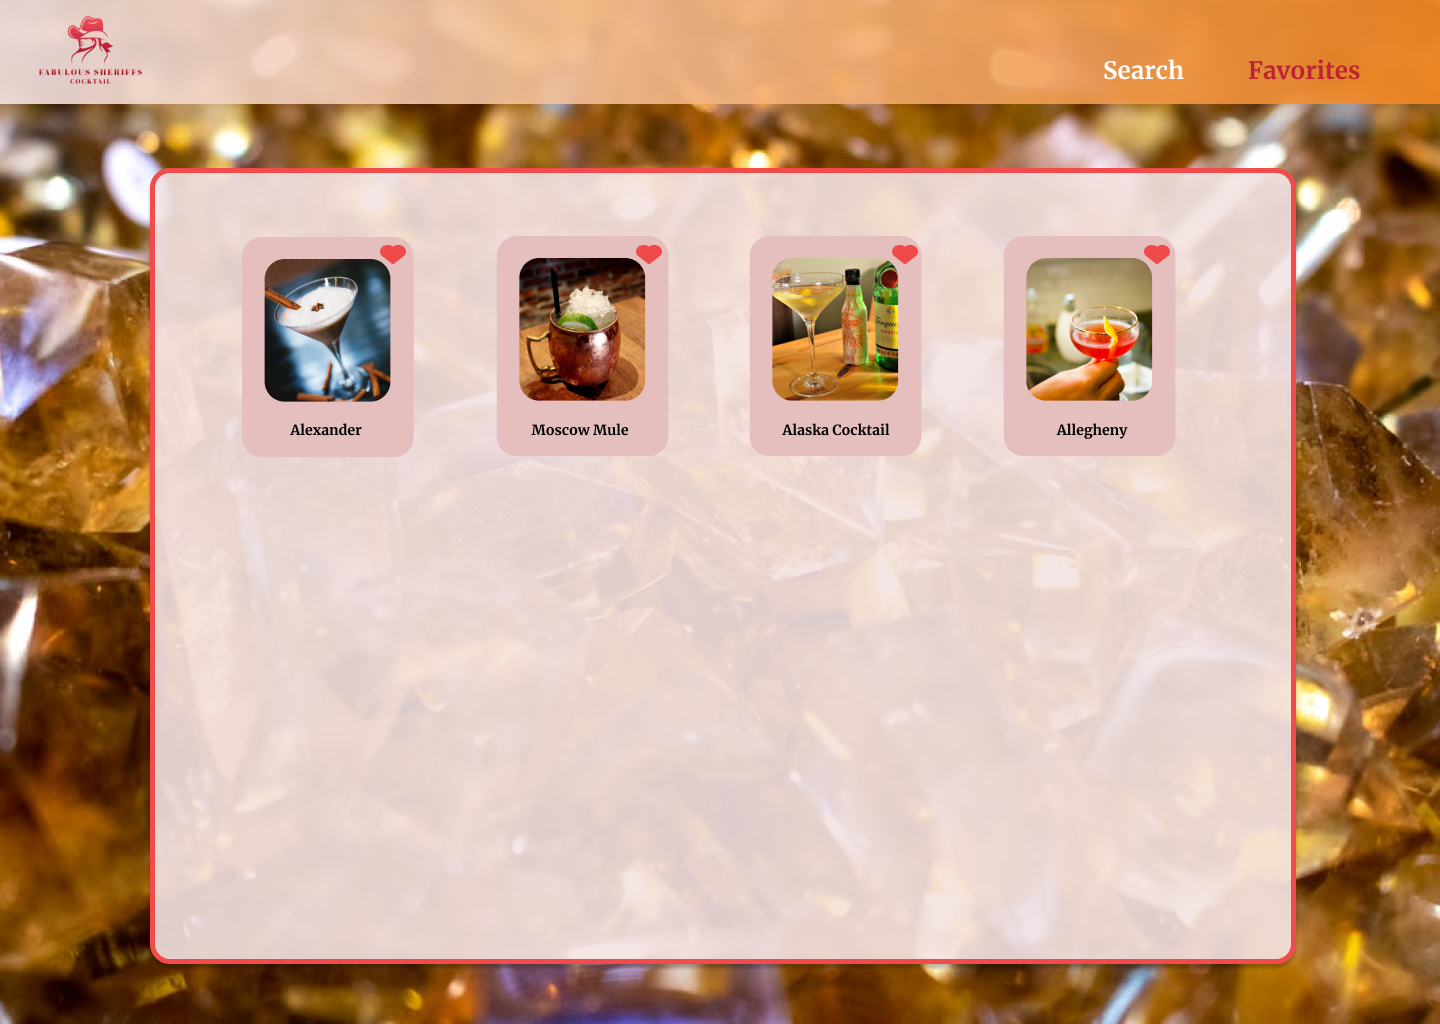 FABULOUS SHERIFFS
COCKTAIL
Search
Favorites
Alexander
Moscow Mule
Alaska Cocktail
Allegheny